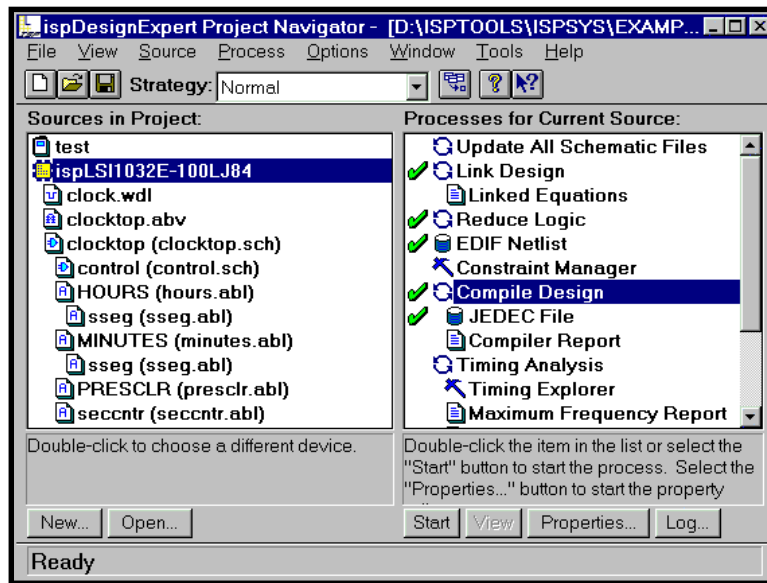 ispDesignExpert Project Navigator - [D:\ISPTOOLS\ISPSYS\EXAMP...
File View Source Process Options Window Tools Help
Strategy: Normal
Sources in Project:
test
ispLSI1032E-100LJ84
clock.wdl
clocktop.abv
clocktop (clocktop.sch)
control (control.sch)
HOURS (hours.abl)
sseg (sseg.abl)
MINUTES (minutes.abl)
sseg (sseg.abl)
PRESCLR (presclr.abl)
seccntr (seccntr.abl)
Double-click to choose a different device.
New... Open...
Processes for Current Source:
Update All Schematic Files
Link Design
Linked Equations
Reduce Logic
EDIF Netlist
Constraint Manager
Compile Design
JEDEC File
Compiler Report
Timing Analysis
Timing Explorer
Maximum Frequency Report
Double-click the item in the list or select the
"Start" button to start the process. Select the
"Properties..." button to start the property
Start View Properties... Log...
Ready